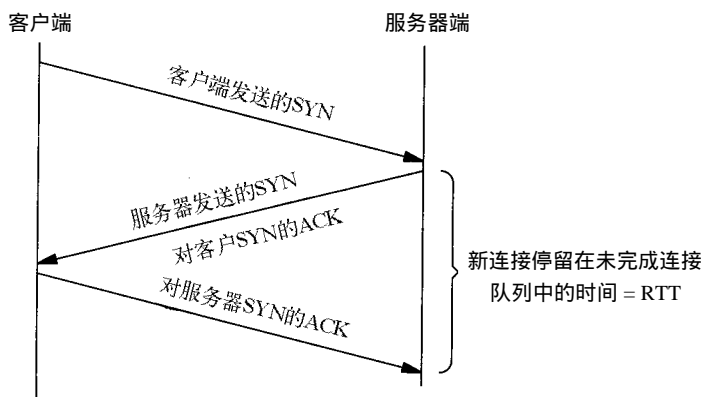 客户端
服务器端
客户端发送的SYN
服务器发送的SYN
对客户SYN的ACK
对服务器SYN的ACK
新连接停留在未完成连接
队列中的时间 = RTT